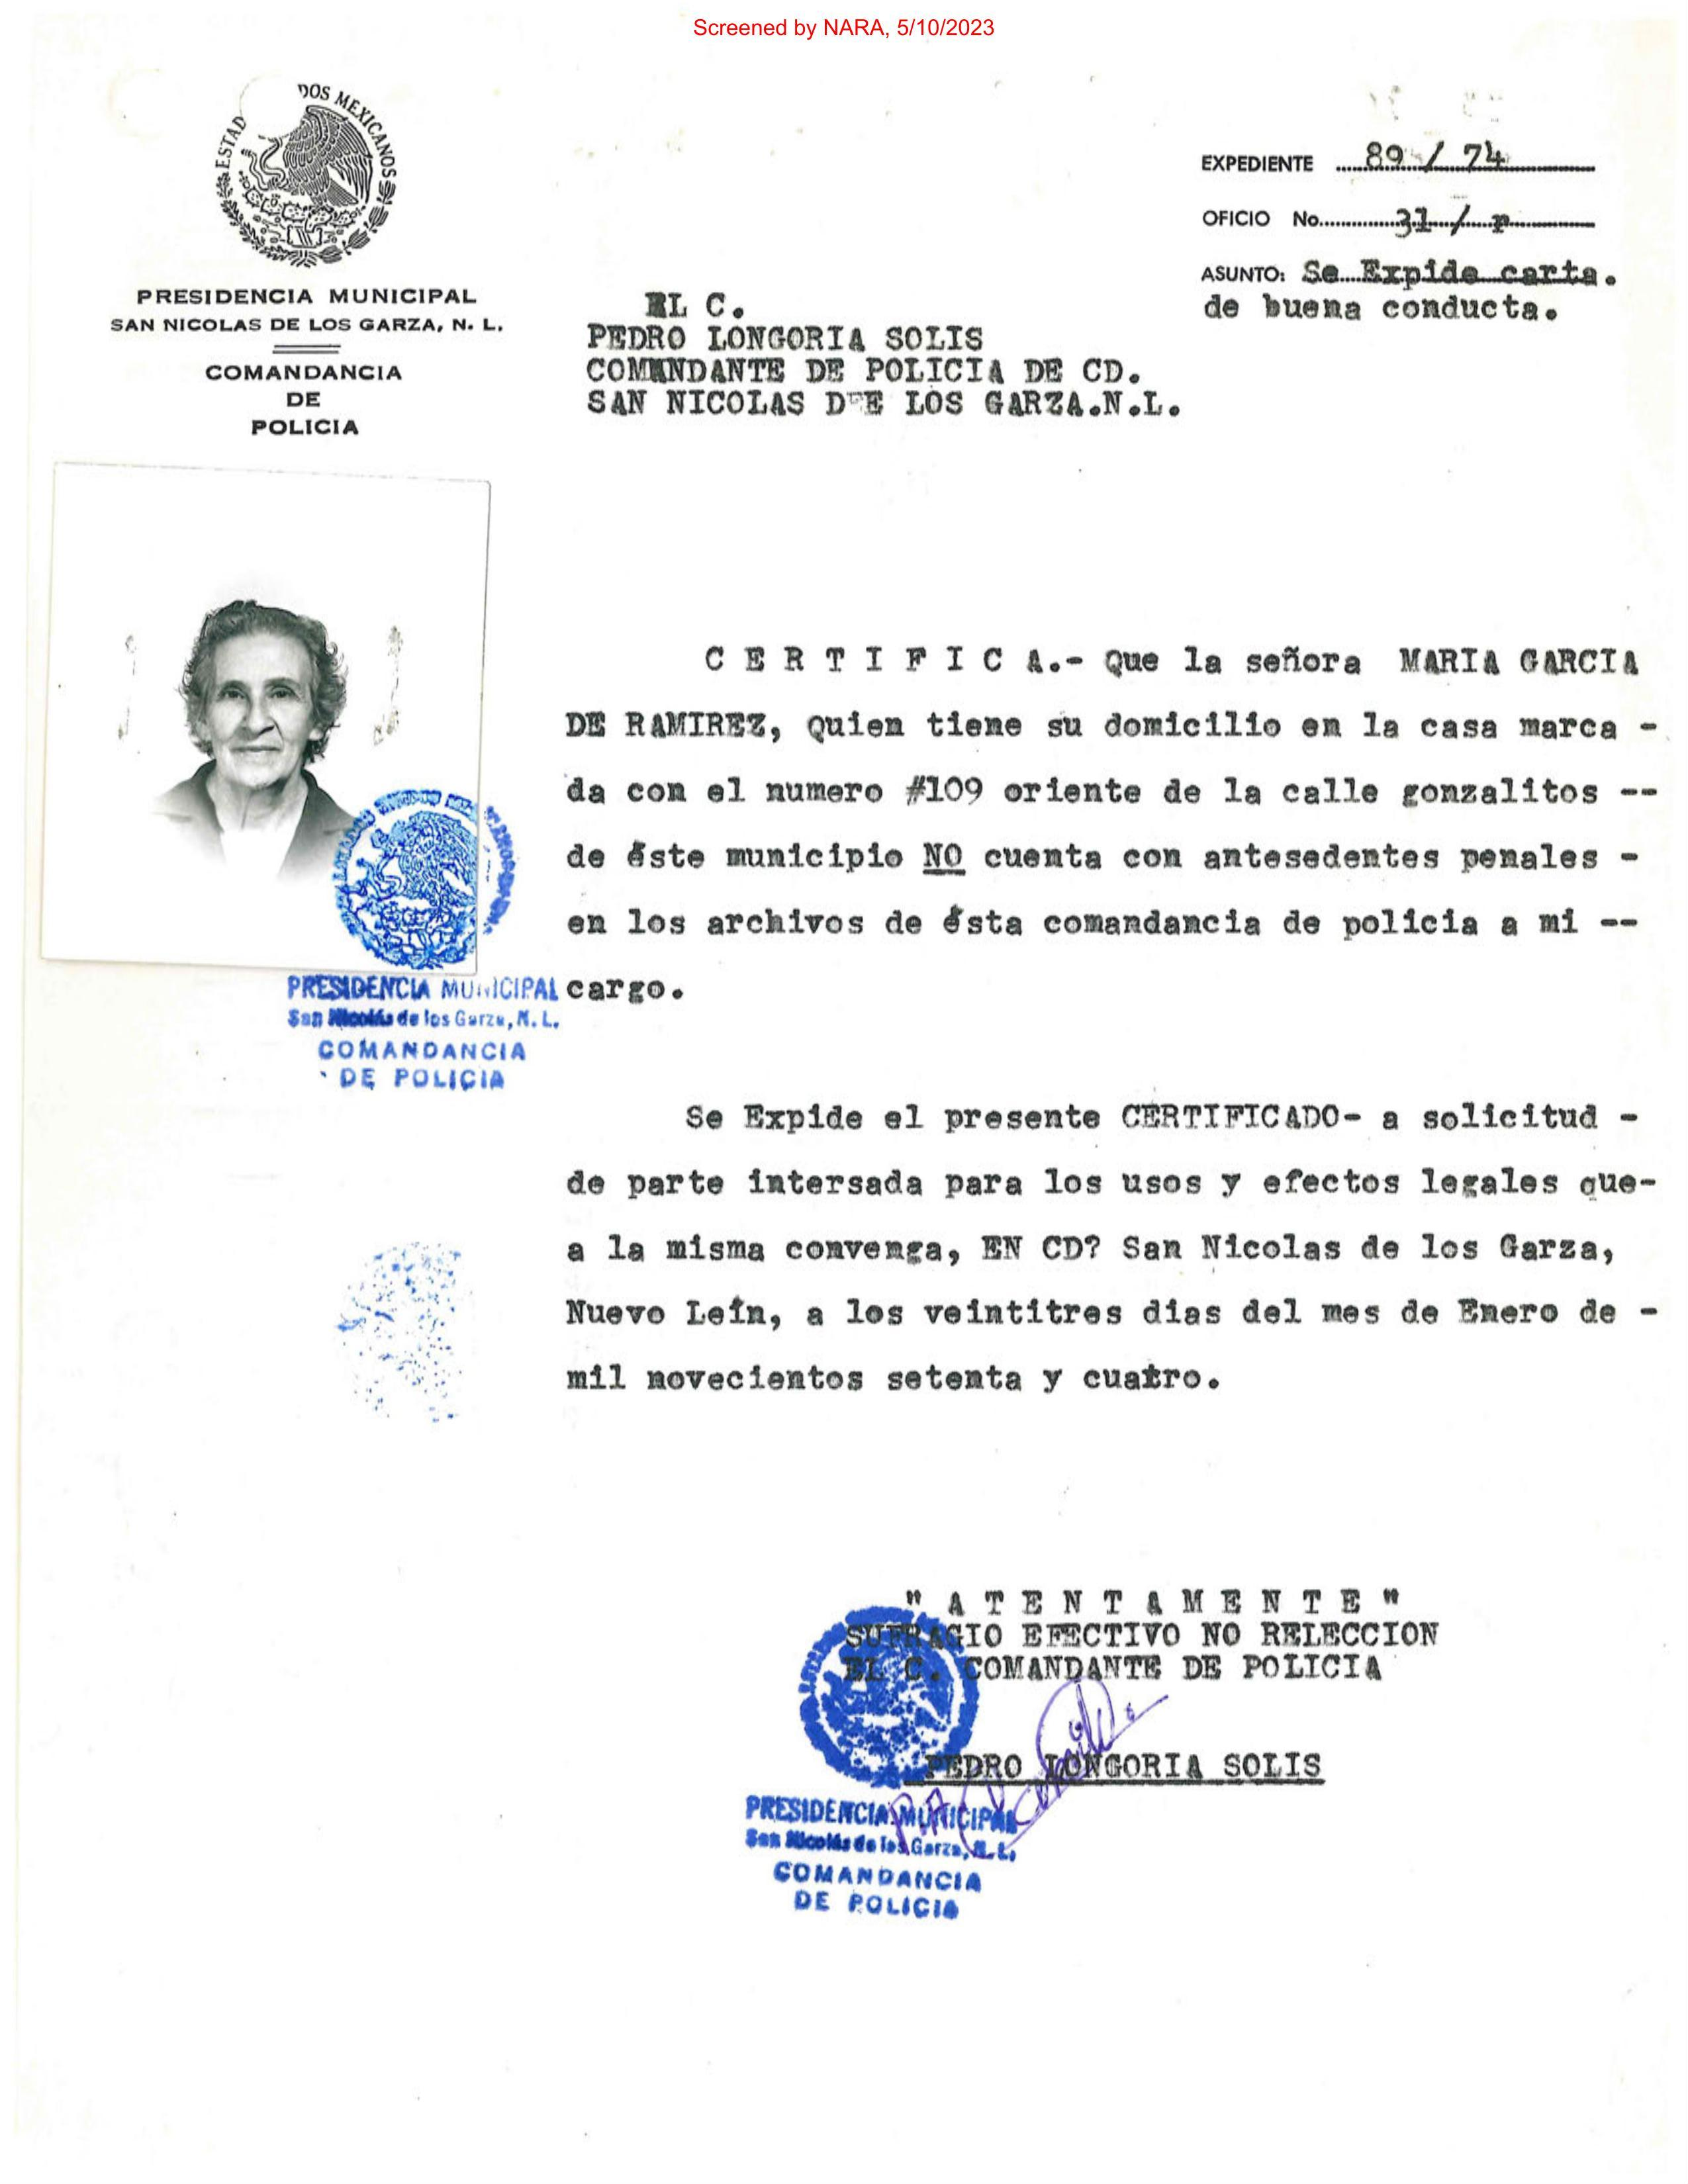 Screened by NARA, 5/10/2023
ESTAD DOS MEXICANOS
PRESIDENCIA MUNICIPAL
SAN NICOLAS DE LOS GARZA, N. L.
COMANDANCIA
DE
POLICIA
EXPEDIENTE 89 / 74
OFICIO No. 31 / P
ASUNTO: Se Expide carta.
de buena conducta.
EL C.
PEDRO LONGORIA SOLIS
COMANDANTE DE POLICIA DE CD.
SAN NICOLAS DE LOS GARZA.N.L.
C E R T I F I C A.- Que la señora MARIA GARCIA
DE RAMIREZ, Quien tiene su domicilio en la casa marca -
da con el numero #109 oriente de la calle gonzalitos --
de éste municipio NO cuenta con antesedentes penales -
en los archivos de ésta comandancia de policia a mi --
cargo.
PRESIDENCIA MUNICIPAL
San Nicolás de los Garza, N. L.
COMANDANCIA
DE POLICIA
Se Expide el presente CERTIFICADO- a solicitud -
de parte intersada para los usos y efectos legales que-
a la misma convenga, EN CD? San Nicolas de los Garza,
Nuevo Leín, a los veintitres dias del mes de Enero de -
mil novecientos setenta y cuatro.
" A T E N T A M E N T E "
SUFRAGIO EFECTIVO NO RELECCION
EL C. COMANDANTE DE POLICIA
PEDRO LONGORIA SOLIS
PRESIDENCIA MUNICIPAL
San Nicolás de los Garza, N. L.
COMANDANCIA
DE POLICIA